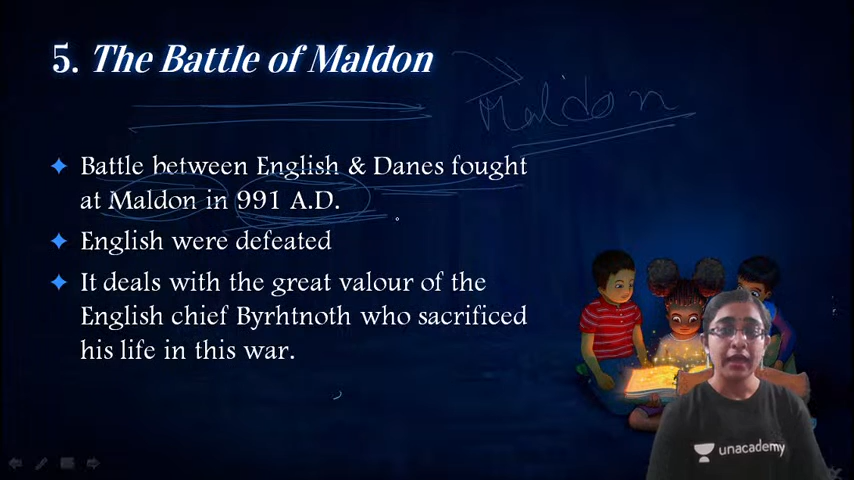 5. The Battle of Maldon
Maldon
✦ Battle between English & Danes fought
at Maldon in 991 A.D.
✦ English were defeated
✦ It deals with the great valour of the
English chief Byrhtnoth who sacrificed
his life in this war.
unacademy